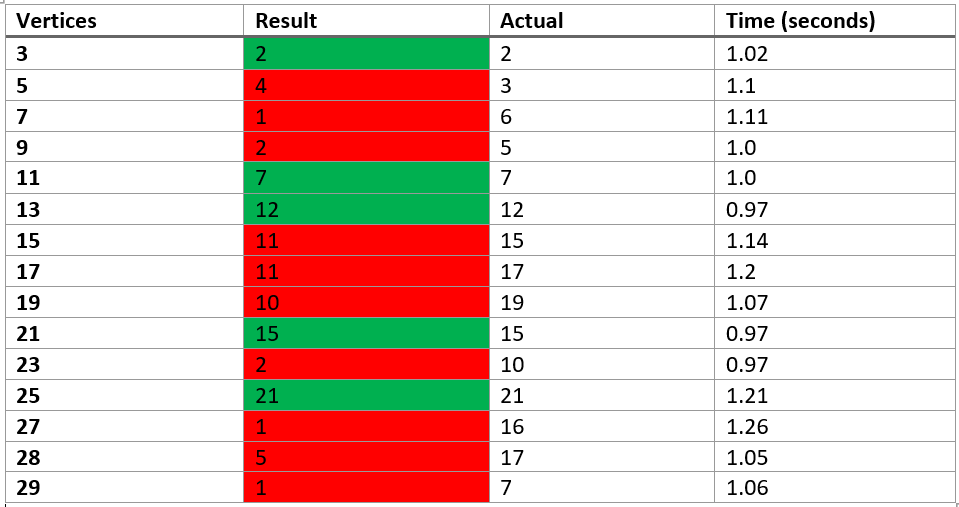 Vertices Result Actual Time (seconds)
3 2 2 1.02
5 4 3 1.1
7 1 6 1.11
9 2 5 1.0
11 7 7 1.0
13 12 12 0.97
15 11 15 1.14
17 11 17 1.2
19 10 19 1.07
21 15 15 0.97
23 2 10 0.97
25 21 21 1.21
27 1 16 1.26
28 5 17 1.05
29 1 7 1.06